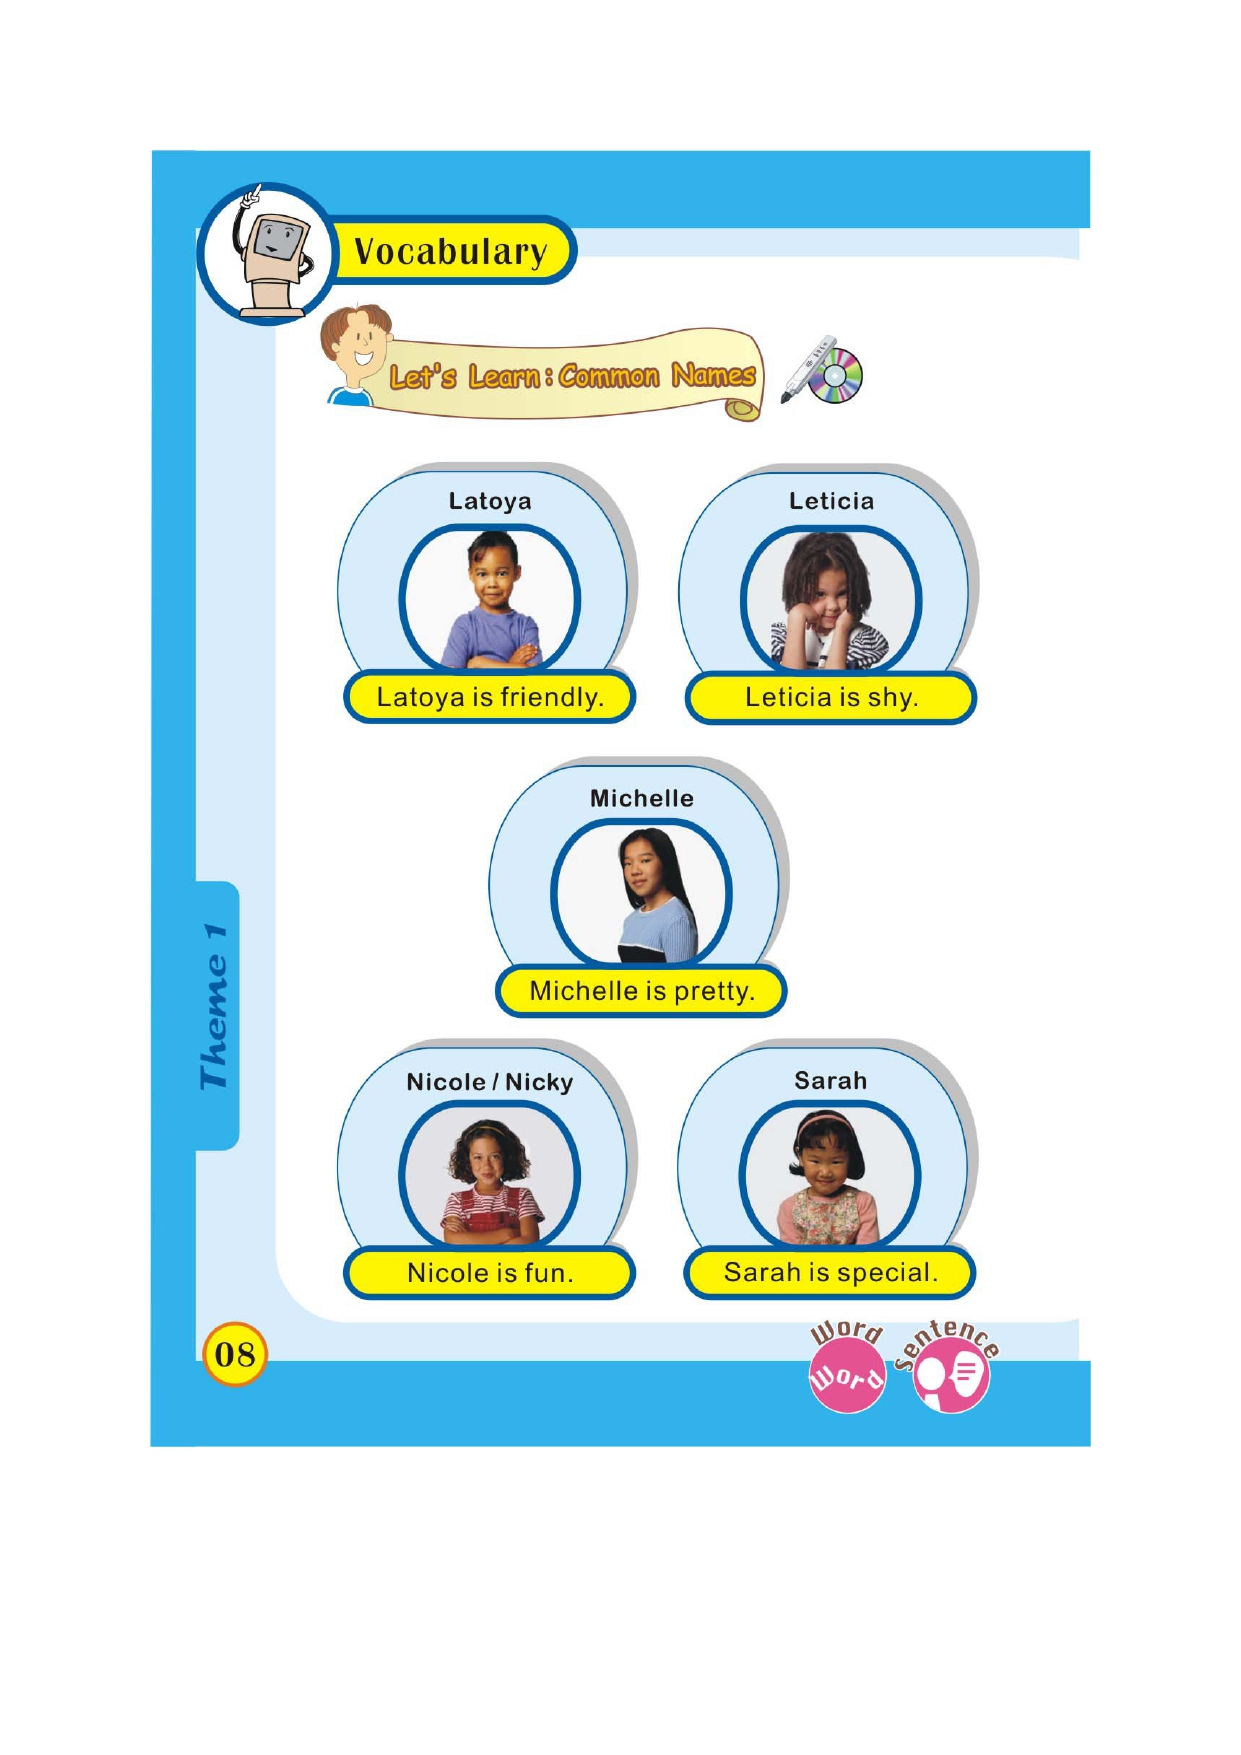 Vocabulary
Let's Learn : Common Names
Latoya
Latoya is friendly.
Leticia
Leticia is shy.
Michelle
Michelle is pretty.
Nicole / Nicky
Nicole is fun.
Sarah
Sarah is special.
Theme 1
08
Word
Word
Sentence